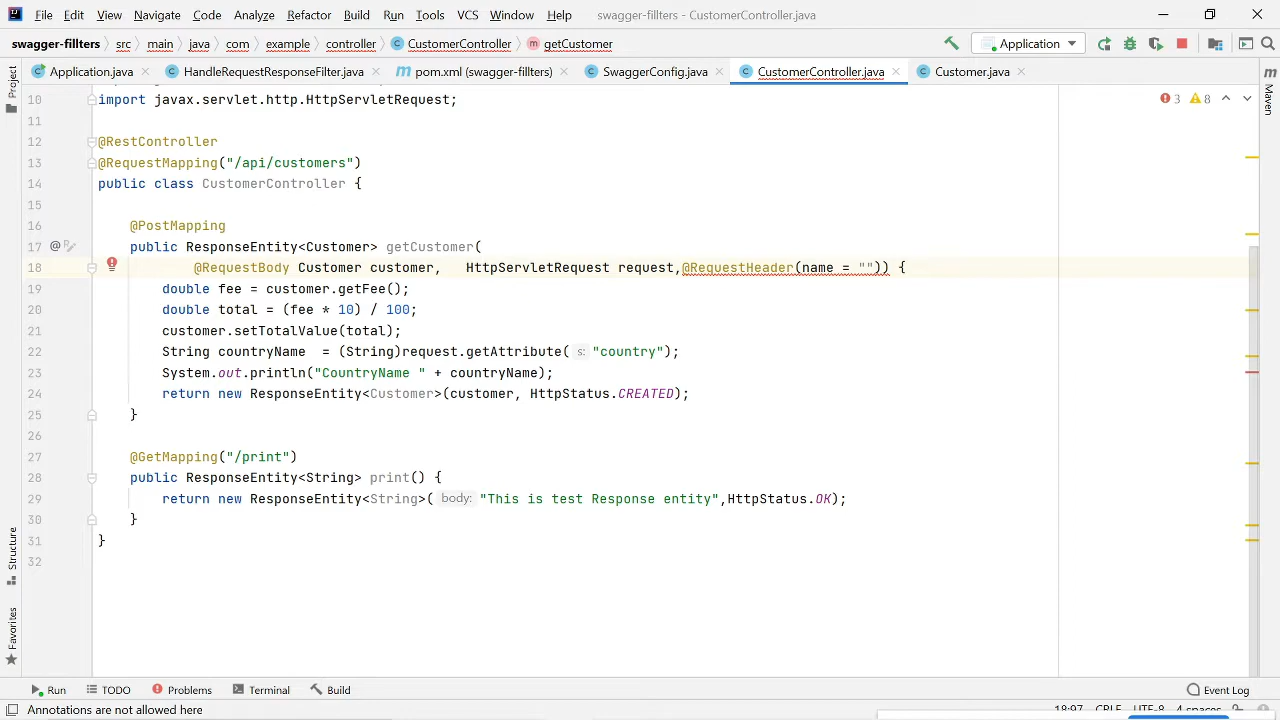 File Edit View Navigate Code Analyze Refactor Build Run Tools VCS Window Help swagger-fillters - CustomerController.java
swagger-fillters src main java com example controller CustomerController getCustomer Application
Application.java HandleRequestResponseFIlter.java pom.xml (swagger-fillters) SwaggerConfig.java CustomerController.java Customer.java
Project
Maven
3 8
10 import javax.servlet.http.HttpServletRequest;
11
12 @RestController
13 @RequestMapping("/api/customers")
14 public class CustomerController {
15
16 @PostMapping
17 public ResponseEntity<Customer> getCustomer(
18 @RequestBody Customer customer,   HttpServletRequest request,@RequestHeader(name = "")) {
19 double fee = customer.getFee();
20 double total = (fee * 10) / 100;
21 customer.setTotalValue(total);
22 String countryName  = (String)request.getAttribute( s: "country");
23 System.out.println("CountryName " + countryName);
24 return new ResponseEntity<Customer>(customer, HttpStatus.CREATED);
25 }
26
27 @GetMapping("/print")
28 public ResponseEntity<String> print() {
29 return new ResponseEntity<String>( body: "This is test Response entity",HttpStatus.OK);
30 }
31 }
32
Structure
Favorites
Run TODO Problems Terminal Build Event Log
Annotations are not allowed here 18:97 CRLF UTF-8 4 spaces